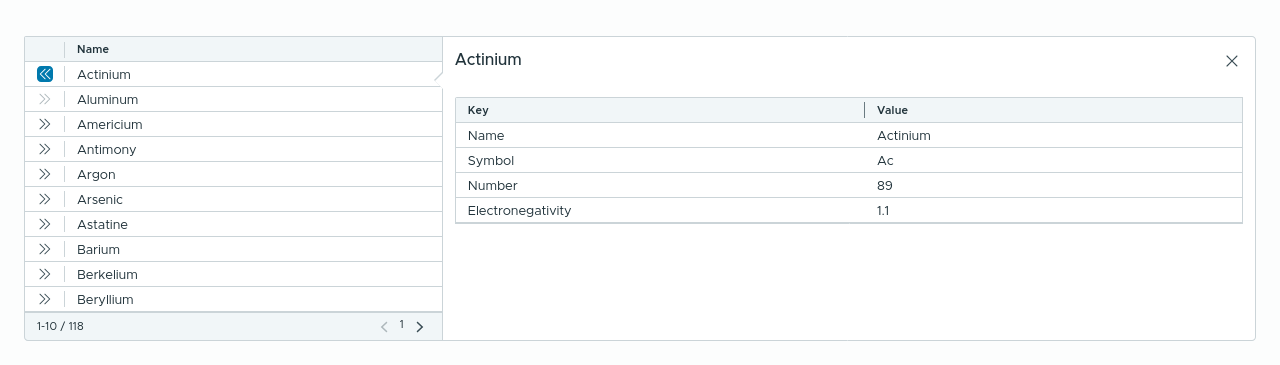 Name
Actinium
Aluminum
Americium
Antimony
Argon
Arsenic
Astatine
Barium
Berkelium
Beryllium
1-10 / 118
1
Actinium
Key Value
Name Actinium
Symbol Ac
Number 89
Electronegativity 1.1